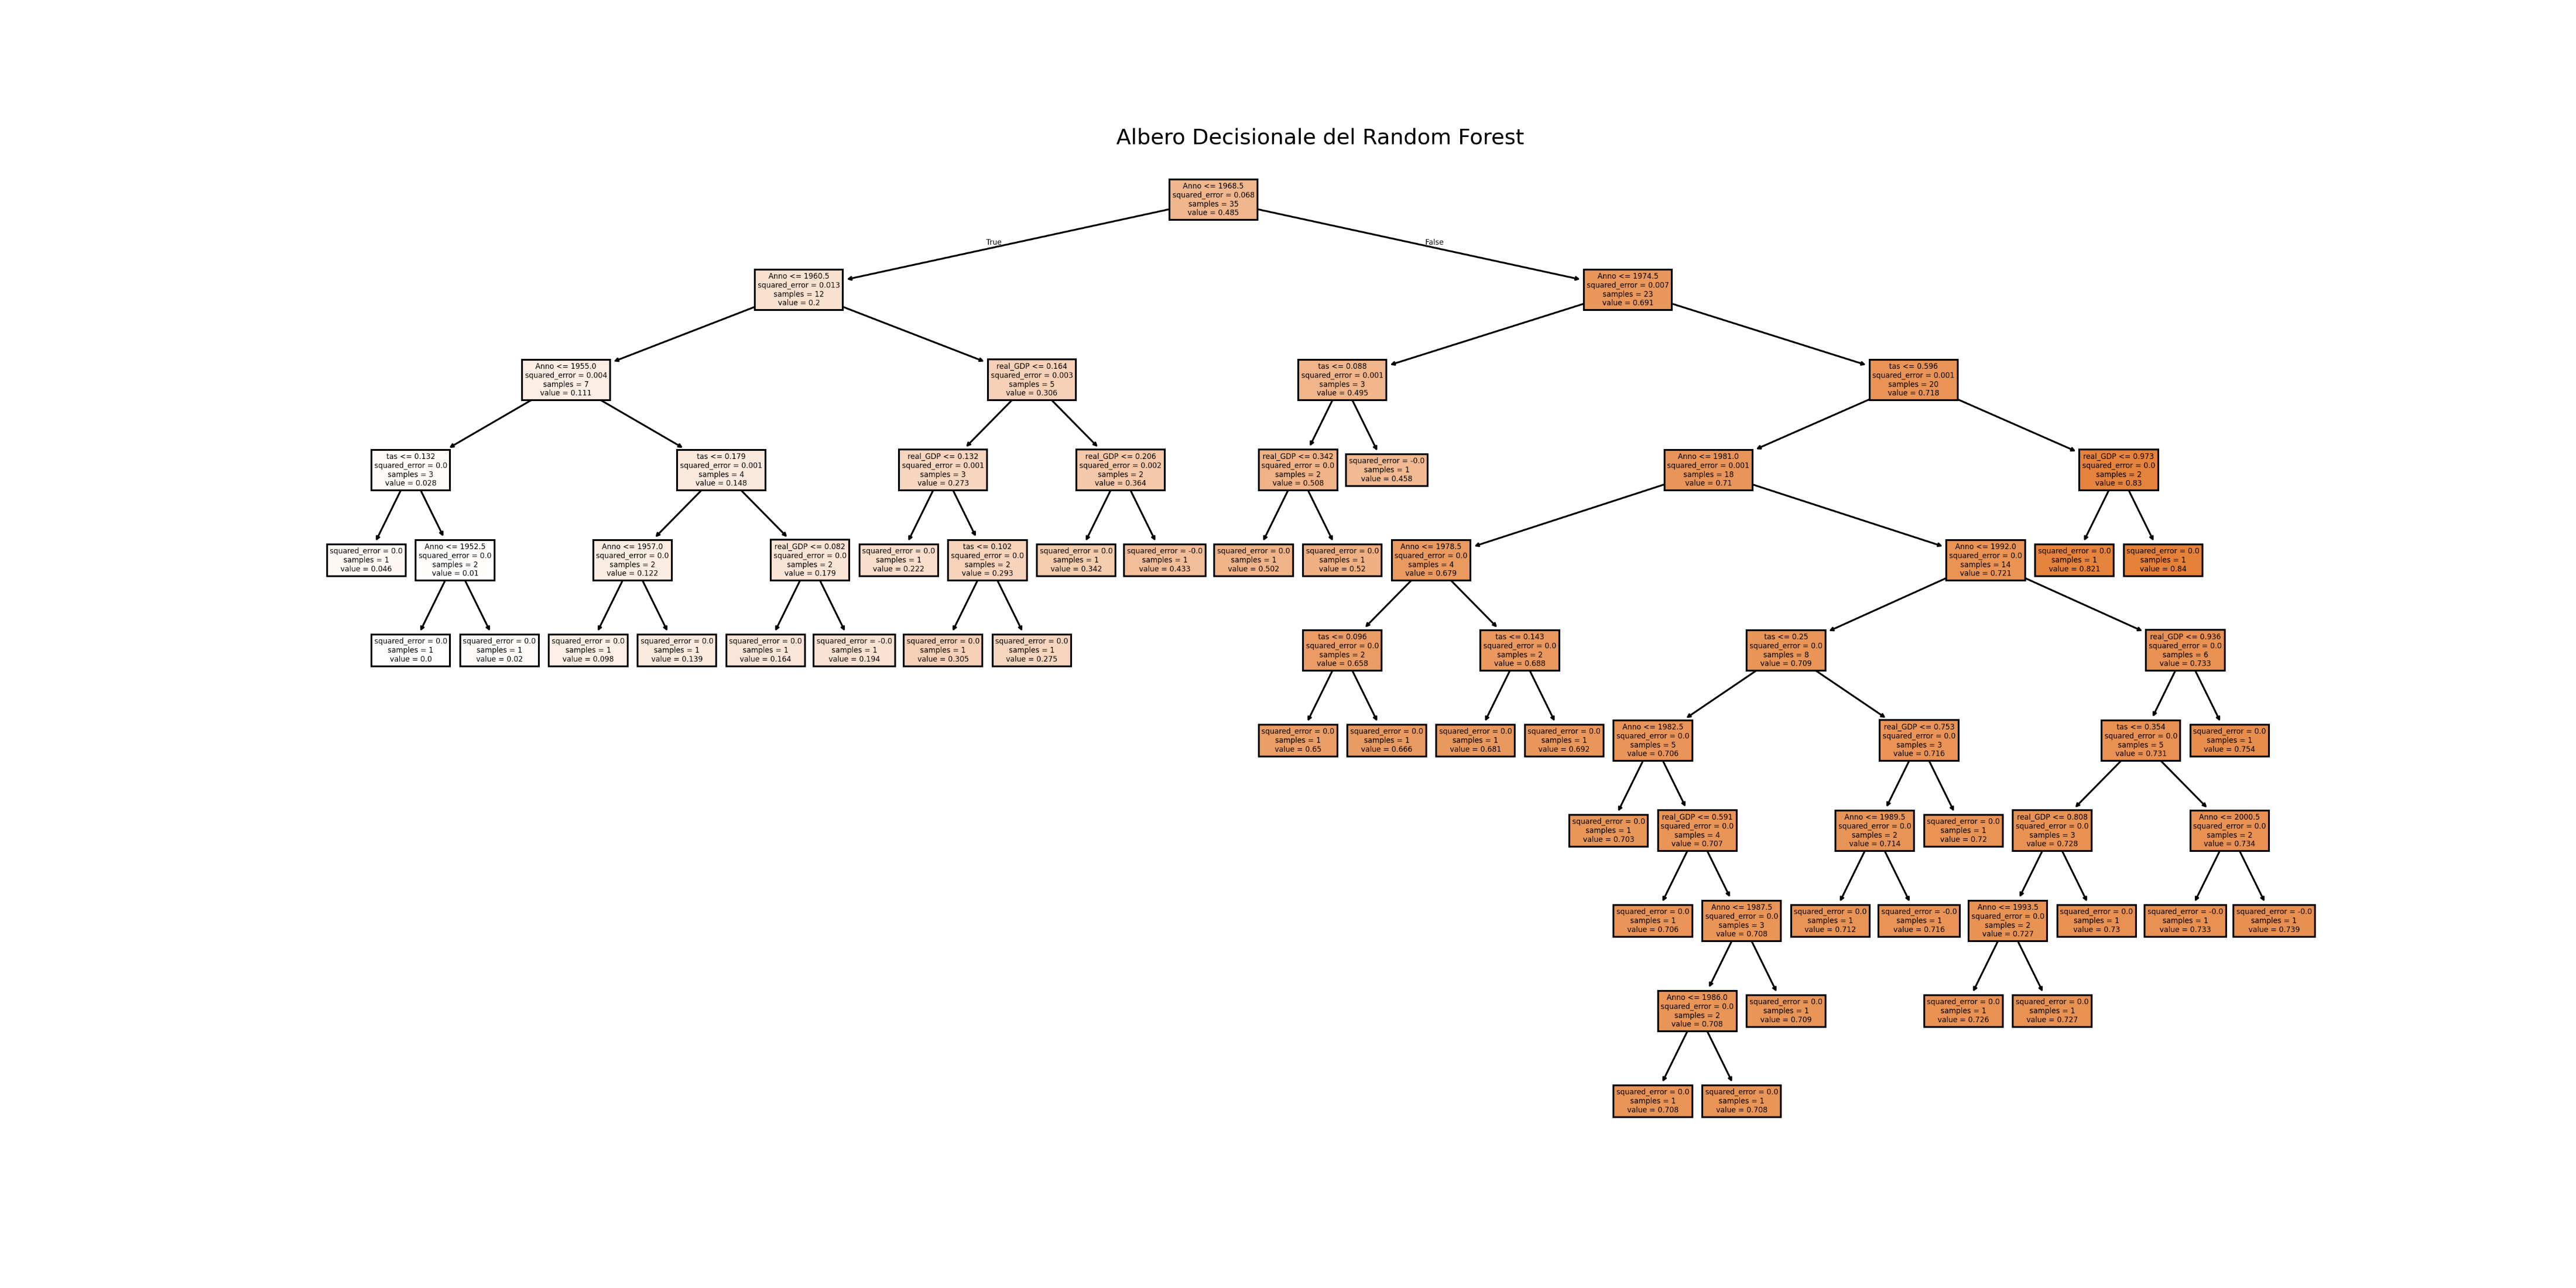 Albero Decisionale del Random Forest
Anno <= 1968.5
squared_error = 0.068
samples = 35
value = 0.485
True
False
Anno <= 1960.5
squared_error = 0.013
samples = 12
value = 0.2
Anno <= 1974.5
squared_error = 0.007
samples = 23
value = 0.691
Anno <= 1955.0
squared_error = 0.004
samples = 7
value = 0.111
real_GDP <= 0.164
squared_error = 0.003
samples = 5
value = 0.306
tas <= 0.088
squared_error = 0.001
samples = 3
value = 0.495
tas <= 0.596
squared_error = 0.001
samples = 20
value = 0.718
tas <= 0.132
squared_error = 0.0
samples = 3
value = 0.028
tas <= 0.179
squared_error = 0.001
samples = 4
value = 0.148
real_GDP <= 0.132
squared_error = 0.001
samples = 3
value = 0.273
real_GDP <= 0.206
squared_error = 0.002
samples = 2
value = 0.364
real_GDP <= 0.342
squared_error = 0.0
samples = 2
value = 0.508
squared_error = -0.0
samples = 1
value = 0.458
Anno <= 1981.0
squared_error = 0.001
samples = 18
value = 0.71
real_GDP <= 0.973
squared_error = 0.0
samples = 2
value = 0.83
squared_error = 0.0
samples = 1
value = 0.046
Anno <= 1952.5
squared_error = 0.0
samples = 2
value = 0.01
Anno <= 1957.0
squared_error = 0.0
samples = 2
value = 0.122
real_GDP <= 0.082
squared_error = 0.0
samples = 2
value = 0.179
squared_error = 0.0
samples = 1
value = 0.222
tas <= 0.102
squared_error = 0.0
samples = 2
value = 0.293
squared_error = 0.0
samples = 1
value = 0.342
squared_error = -0.0
samples = 1
value = 0.433
squared_error = 0.0
samples = 1
value = 0.502
squared_error = 0.0
samples = 1
value = 0.52
Anno <= 1978.5
squared_error = 0.0
samples = 4
value = 0.679
Anno <= 1992.0
squared_error = 0.0
samples = 14
value = 0.721
squared_error = 0.0
samples = 1
value = 0.821
squared_error = 0.0
samples = 1
value = 0.84
squared_error = 0.0
samples = 1
value = 0.0
squared_error = 0.0
samples = 1
value = 0.02
squared_error = 0.0
samples = 1
value = 0.098
squared_error = 0.0
samples = 1
value = 0.139
squared_error = 0.0
samples = 1
value = 0.164
squared_error = -0.0
samples = 1
value = 0.194
squared_error = 0.0
samples = 1
value = 0.305
squared_error = 0.0
samples = 1
value = 0.275
tas <= 0.096
squared_error = 0.0
samples = 2
value = 0.658
tas <= 0.143
squared_error = 0.0
samples = 2
value = 0.688
tas <= 0.25
squared_error = 0.0
samples = 8
value = 0.709
real_GDP <= 0.936
squared_error = 0.0
samples = 6
value = 0.733
squared_error = 0.0
samples = 1
value = 0.65
squared_error = 0.0
samples = 1
value = 0.666
squared_error = 0.0
samples = 1
value = 0.681
squared_error = 0.0
samples = 1
value = 0.692
Anno <= 1982.5
squared_error = 0.0
samples = 5
value = 0.706
real_GDP <= 0.753
squared_error = 0.0
samples = 3
value = 0.716
tas <= 0.354
squared_error = 0.0
samples = 5
value = 0.731
squared_error = 0.0
samples = 1
value = 0.754
squared_error = 0.0
samples = 1
value = 0.703
real_GDP <= 0.591
squared_error = 0.0
samples = 4
value = 0.707
Anno <= 1989.5
squared_error = 0.0
samples = 2
value = 0.714
squared_error = 0.0
samples = 1
value = 0.72
real_GDP <= 0.808
squared_error = 0.0
samples = 3
value = 0.728
Anno <= 2000.5
squared_error = 0.0
samples = 2
value = 0.734
squared_error = 0.0
samples = 1
value = 0.706
Anno <= 1987.5
squared_error = 0.0
samples = 3
value = 0.708
squared_error = 0.0
samples = 1
value = 0.712
squared_error = -0.0
samples = 1
value = 0.716
Anno <= 1993.5
squared_error = 0.0
samples = 2
value = 0.727
squared_error = 0.0
samples = 1
value = 0.73
squared_error = -0.0
samples = 1
value = 0.733
squared_error = -0.0
samples = 1
value = 0.739
Anno <= 1986.0
squared_error = 0.0
samples = 2
value = 0.708
squared_error = 0.0
samples = 1
value = 0.709
squared_error = 0.0
samples = 1
value = 0.726
squared_error = 0.0
samples = 1
value = 0.727
squared_error = 0.0
samples = 1
value = 0.708
squared_error = 0.0
samples = 1
value = 0.708